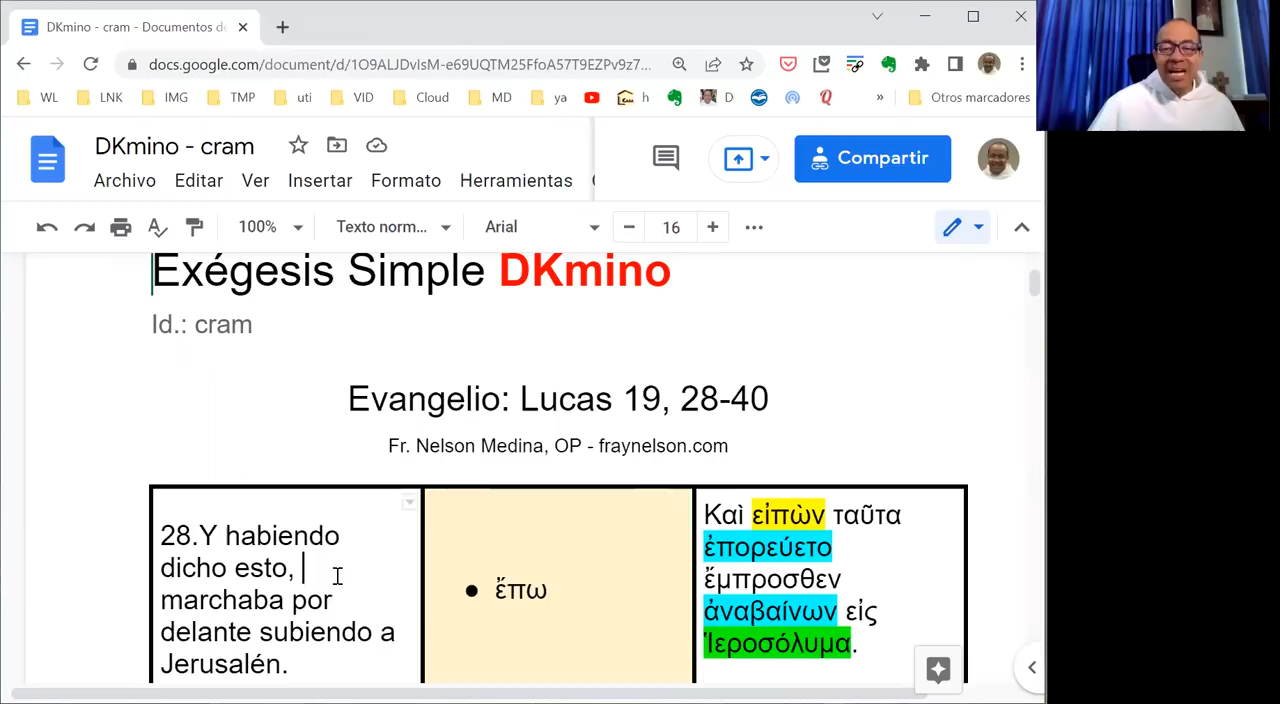 DKmino - cram - Documentos de
docs.google.com/document/d/1O9ALJDvIsM-e69UQTM25FfoA57T9EZPv9z7...
WL LNK IMG TMP uti VID Cloud MD ya h D » Otros marcadores
DKmino - cram
Compartir
Archivo Editar Ver Insertar Formato Herramientas
100% Texto norm... Arial 16
Exégesis Simple DKmino
Id.: cram
Evangelio: Lucas 19, 28-40
Fr. Nelson Medina, OP - fraynelson.com
28.Y habiendo
dicho esto,
marchaba por
delante subiendo a
Jerusalén.
● ἔπω
Καὶ εἰπὼν ταῦτα
ἐπορεύετο
ἔμπροσθεν
ἀναβαίνων εἰς
Ἱεροσόλυμα.